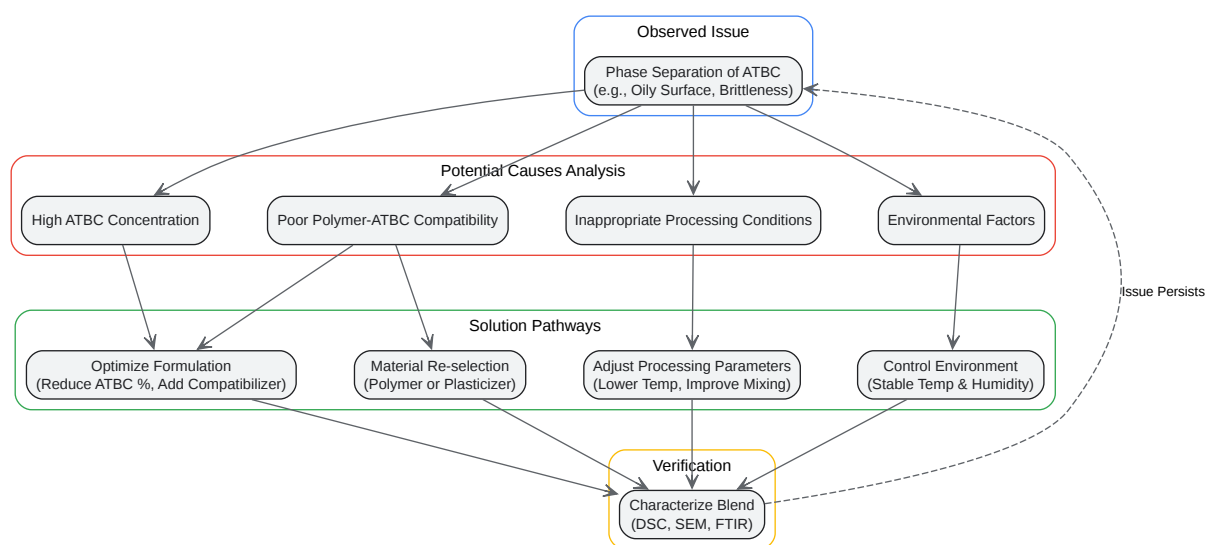 Observed Issue
Phase Separation of ATBC
(e.g., Oily Surface, Brittleness)
Potential Causes Analysis
High ATBC Concentration
Poor Polymer-ATBC Compatibility
Inappropriate Processing Conditions
Environmental Factors
Issue Persists
Solution Pathways
Optimize Formulation
(Reduce ATBC %, Add Compatibilizer)
Material Re-selection
(Polymer or Plasticizer)
Adjust Processing Parameters
(Lower Temp, Improve Mixing)
Control Environment
(Stable Temp & Humidity)
Verification
Characterize Blend
(DSC, SEM, FTIR)